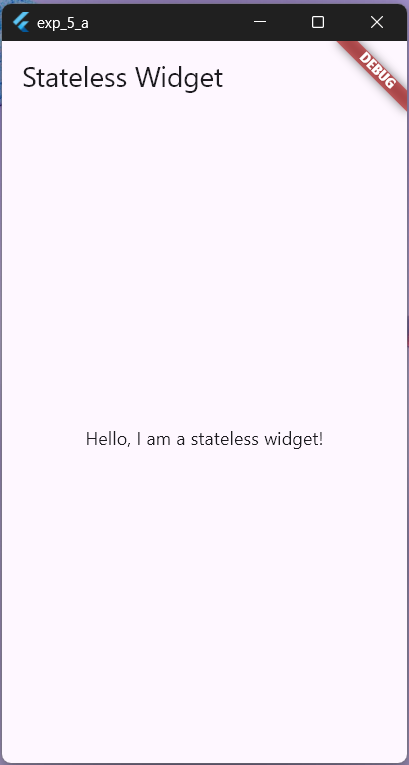 exp_5_a
Stateless Widget
DEBUG
Hello, I am a stateless widget!